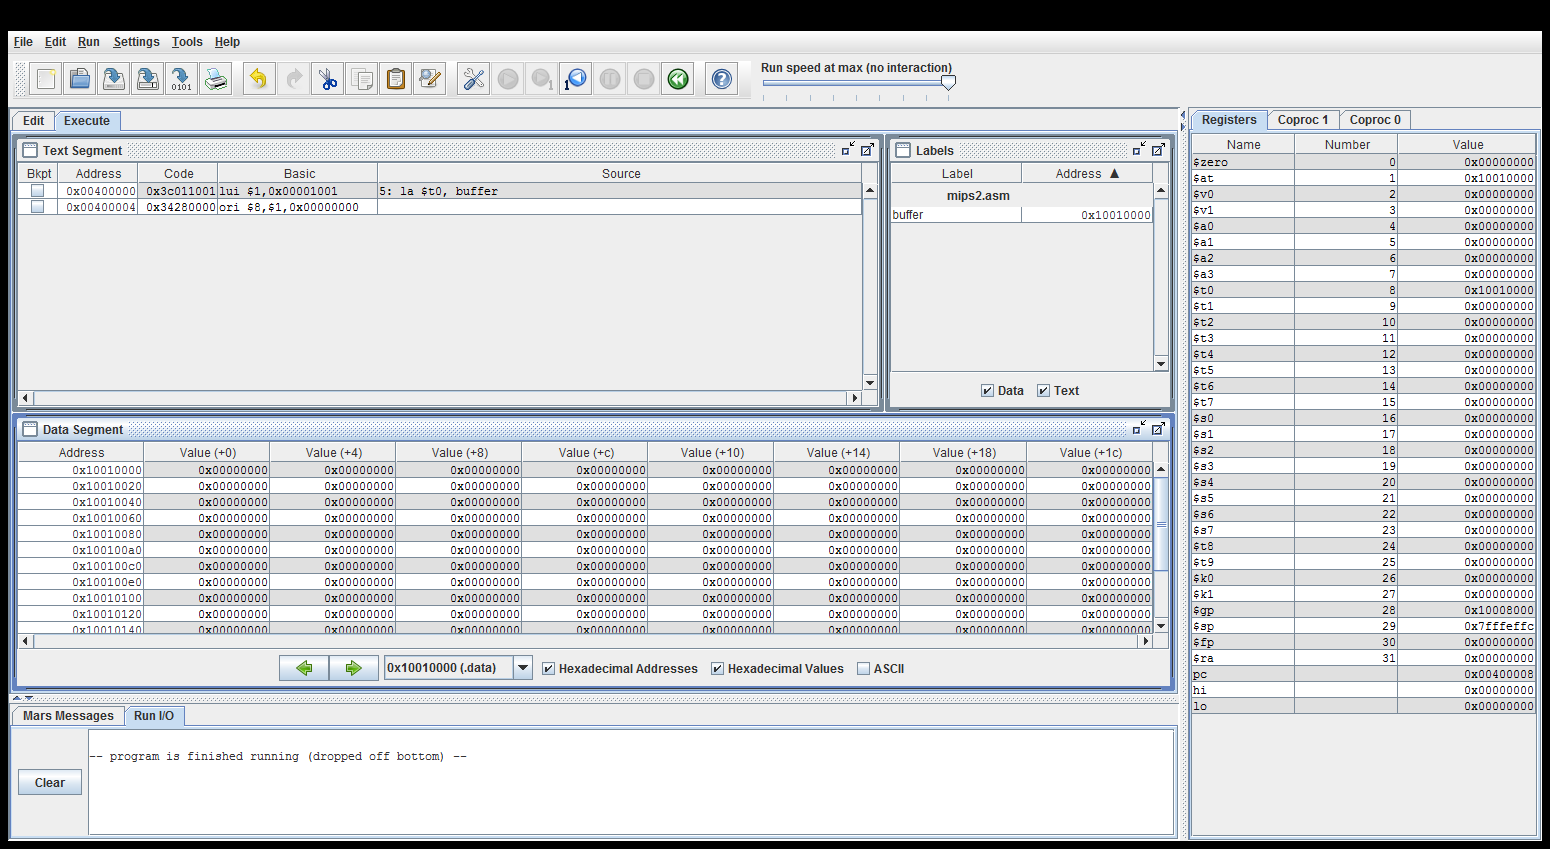 File Edit Run Settings Tools Help
0101 1 1 ?
Run speed at max (no interaction)
Edit Execute
Text Segment
Bkpt Address Code Basic Source
0x00400000 0x3c011001 lui $1,0x00001001 5: la $t0, buffer
0x00400004 0x34280000 ori $8,$1,0x00000000
Labels
Label Address ▲
mips2.asm
buffer 0x10010000
Data Text
Data Segment
Address Value (+0) Value (+4) Value (+8) Value (+c) Value (+10) Value (+14) Value (+18) Value (+1c)
0x10010000 0x00000000 0x00000000 0x00000000 0x00000000 0x00000000 0x00000000 0x00000000 0x00000000
0x10010020 0x00000000 0x00000000 0x00000000 0x00000000 0x00000000 0x00000000 0x00000000 0x00000000
0x10010040 0x00000000 0x00000000 0x00000000 0x00000000 0x00000000 0x00000000 0x00000000 0x00000000
0x10010060 0x00000000 0x00000000 0x00000000 0x00000000 0x00000000 0x00000000 0x00000000 0x00000000
0x10010080 0x00000000 0x00000000 0x00000000 0x00000000 0x00000000 0x00000000 0x00000000 0x00000000
0x100100a0 0x00000000 0x00000000 0x00000000 0x00000000 0x00000000 0x00000000 0x00000000 0x00000000
0x100100c0 0x00000000 0x00000000 0x00000000 0x00000000 0x00000000 0x00000000 0x00000000 0x00000000
0x100100e0 0x00000000 0x00000000 0x00000000 0x00000000 0x00000000 0x00000000 0x00000000 0x00000000
0x10010100 0x00000000 0x00000000 0x00000000 0x00000000 0x00000000 0x00000000 0x00000000 0x00000000
0x10010120 0x00000000 0x00000000 0x00000000 0x00000000 0x00000000 0x00000000 0x00000000 0x00000000
0x10010140 0x00000000 0x00000000 0x00000000 0x00000000 0x00000000 0x00000000 0x00000000 0x00000000
0x10010000 (.data) Hexadecimal Addresses Hexadecimal Values ASCII
Mars Messages Run I/O
Clear
-- program is finished running (dropped off bottom) --
Registers Coproc 1 Coproc 0
Name Number Value
$zero 0 0x00000000
$at 1 0x10010000
$v0 2 0x00000000
$v1 3 0x00000000
$a0 4 0x00000000
$a1 5 0x00000000
$a2 6 0x00000000
$a3 7 0x00000000
$t0 8 0x10010000
$t1 9 0x00000000
$t2 10 0x00000000
$t3 11 0x00000000
$t4 12 0x00000000
$t5 13 0x00000000
$t6 14 0x00000000
$t7 15 0x00000000
$s0 16 0x00000000
$s1 17 0x00000000
$s2 18 0x00000000
$s3 19 0x00000000
$s4 20 0x00000000
$s5 21 0x00000000
$s6 22 0x00000000
$s7 23 0x00000000
$t8 24 0x00000000
$t9 25 0x00000000
$k0 26 0x00000000
$k1 27 0x00000000
$gp 28 0x10008000
$sp 29 0x7fffeffc
$fp 30 0x00000000
$ra 31 0x00000000
pc 0x00400008
hi 0x00000000
lo 0x00000000